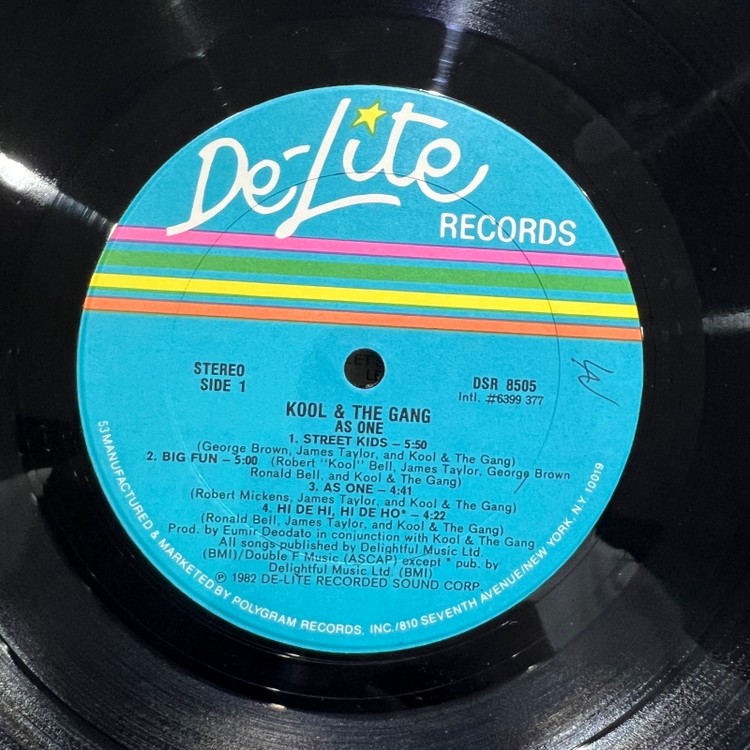 De-Lite
RECORDS
STEREO
SIDE 1
DSR 8505
Intl. #6399 377
KOOL & THE GANG
AS ONE
1. STREET KIDS — 5:50
(George Brown, James Taylor, and Kool & The Gang)
2. BIG FUN — 5:00 (Robert "Kool" Bell, James Taylor, George Brown
Ronald Bell, and Kool & The Gang)
3. AS ONE — 4:41
(Robert Mickens, James Taylor, and Kool & The Gang)
4. HI DE HI, HI DE HO* — 4:22
(Ronald Bell, James Taylor, and Kool & The Gang)
Prod. by Eumir Deodato in conjunction with Kool & The Gang
All songs published by Delightful Music Ltd.
(BMI)/Double F Music (ASCAP) except * pub. by
Delightful Music Ltd. (BMI)
Ⓟ 1982 DE-LITE RECORDED SOUND CORP.
53 MANUFACTURED & MARKETED BY POLYGRAM RECORDS, INC./810 SEVENTH AVENUE/NEW YORK, N.Y. 10019